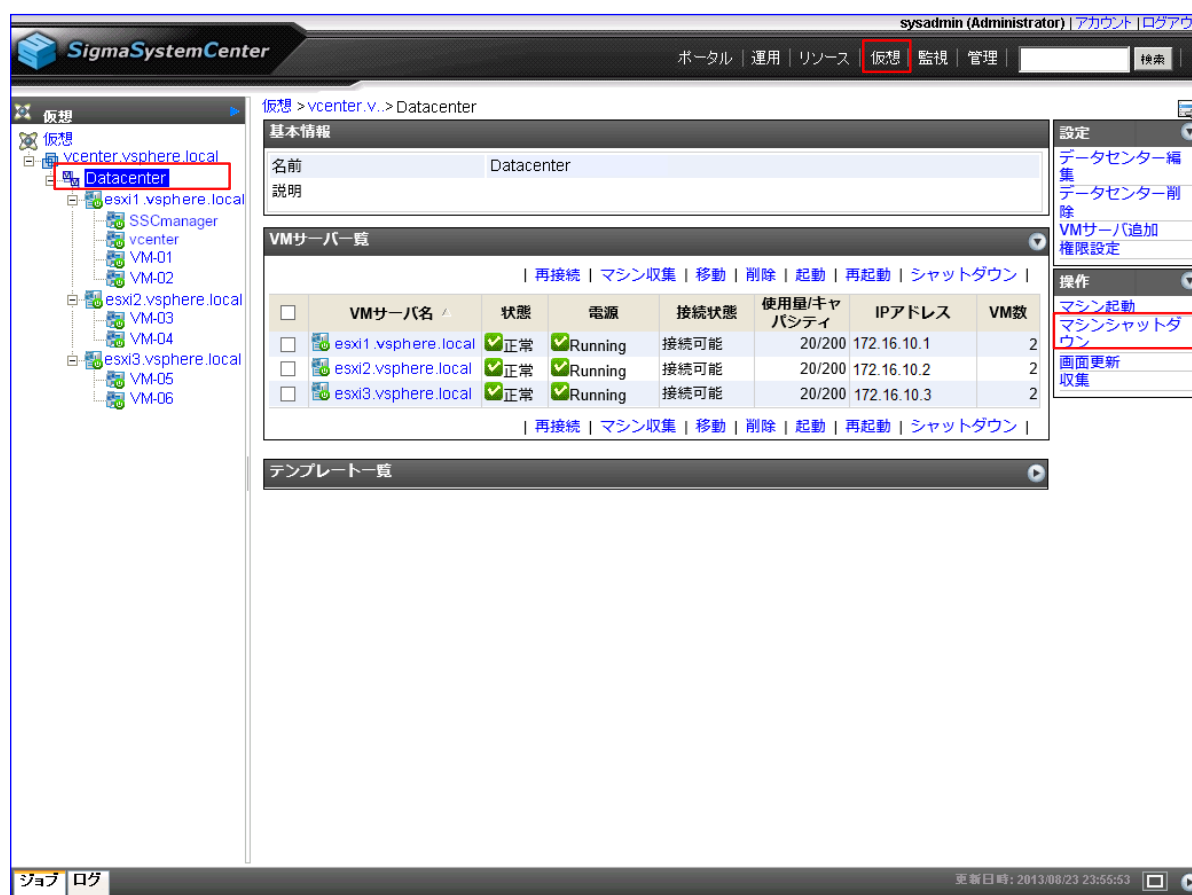 sysadmin (Administrator) | アカウント | ログアウ
SigmaSystemCenter
ポータル | 運用 | リソース | 仮想 | 監視 | 管理 | 検索 |
仮想
仮想
vcenter.vsphere.local
Datacenter
esxi1.vsphere.local
SSCmanager
vcenter
VM-01
VM-02
esxi2.vsphere.local
VM-03
VM-04
esxi3.vsphere.local
VM-05
VM-06
仮想 > vcenter.v..> Datacenter
基本情報
名前 Datacenter
説明
VMサーバ一覧
| 再接続 | マシン収集 | 移動 | 削除 | 起動 | 再起動 | シャットダウン |
VMサーバ名 状態 電源 接続状態 使用量/キャパシティ IPアドレス VM数
esxi1.vsphere.local 正常 Running 接続可能 20/200 172.16.10.1 2
esxi2.vsphere.local 正常 Running 接続可能 20/200 172.16.10.2 2
esxi3.vsphere.local 正常 Running 接続可能 20/200 172.16.10.3 2
| 再接続 | マシン収集 | 移動 | 削除 | 起動 | 再起動 | シャットダウン |
テンプレート一覧
設定
データセンター編
集
データセンター削
除
VMサーバ追加
権限設定
操作
マシン起動
マシンシャットダ
ウン
画面更新
収集
ジョブ ログ
更新日時: 2013/08/23 23:55:53